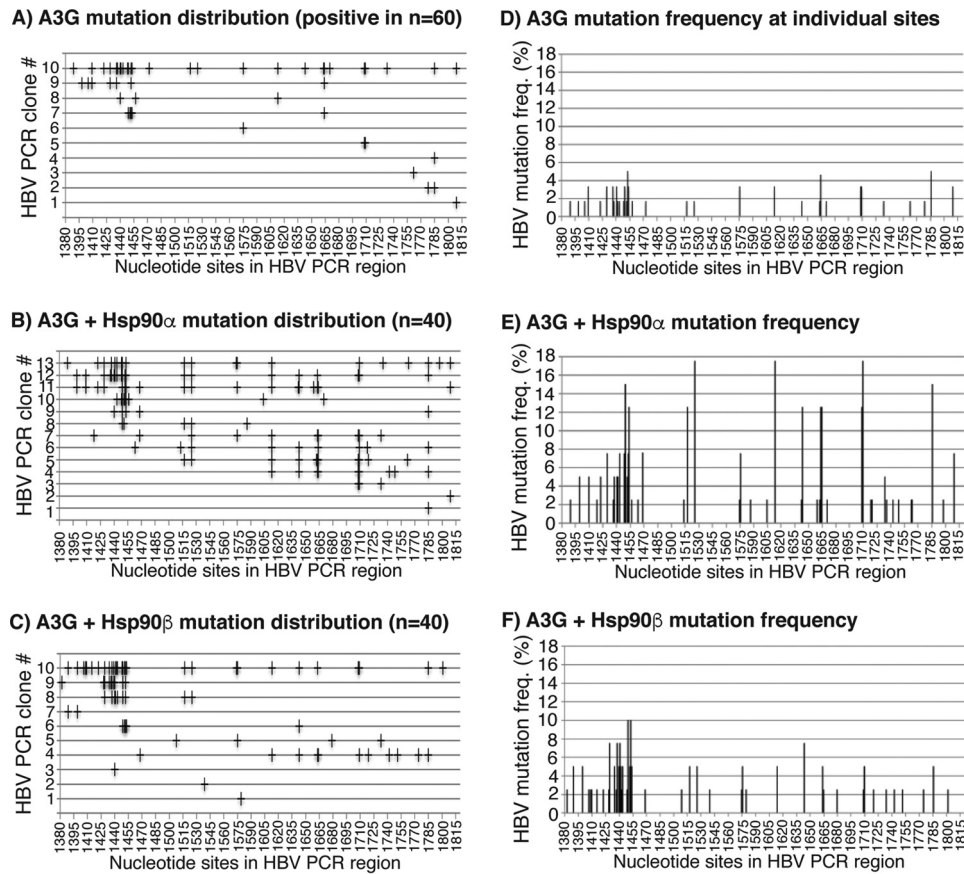 A) A3G mutation distribution (positive in n=60)
HBV PCR clone #
10
9
8
7
6
5
4
3
2
1
1380 1395 1410 1425 1440 1455 1470 1485 1500 1515 1530 1545 1560 1575 1590 1605 1620 1635 1650 1665 1680 1695 1710 1725 1740 1755 1770 1785 1800 1815
Nucleotide sites in HBV PCR region
B) A3G + Hsp90α mutation distribution (n=40)
HBV PCR clone #
13
12
11
10
9
8
7
6
5
4
3
2
1
1380 1395 1410 1425 1440 1455 1470 1485 1500 1515 1530 1545 1560 1575 1590 1605 1620 1635 1650 1665 1680 1695 1710 1725 1740 1755 1770 1785 1800 1815
Nucleotide sites in HBV PCR region
C) A3G + Hsp90β mutation distribution (n=40)
HBV PCR clone #
10
9
8
7
6
5
4
3
2
1
1380 1395 1410 1425 1440 1455 1470 1485 1500 1515 1530 1545 1560 1575 1590 1605 1620 1635 1650 1665 1680 1695 1710 1725 1740 1755 1770 1785 1800 1815
Nucleotide sites in HBV PCR region
D) A3G mutation frequency at individual sites
HBV mutation freq. (%)
18
16
14
12
10
8
6
4
2
0
1380 1395 1410 1425 1440 1455 1470 1485 1500 1515 1530 1545 1560 1575 1590 1605 1620 1635 1650 1665 1680 1695 1710 1725 1740 1755 1770 1785 1800 1815
Nucleotide sites in HBV PCR region
E) A3G + Hsp90α mutation frequency
HBV mutation freq. (%)
18
16
14
12
10
8
6
4
2
0
1380 1395 1410 1425 1440 1455 1470 1485 1500 1515 1530 1545 1560 1575 1590 1605 1620 1635 1650 1665 1680 1695 1710 1725 1740 1755 1770 1785 1800 1815
Nucleotide sites in HBV PCR region
F) A3G + Hsp90β mutation frequency
HBV mutation freq. (%)
18
16
14
12
10
8
6
4
2
0
1380 1395 1410 1425 1440 1455 1470 1485 1500 1515 1530 1545 1560 1575 1590 1605 1620 1635 1650 1665 1680 1695 1710 1725 1740 1755 1770 1785 1800 1815
Nucleotide sites in HBV PCR region